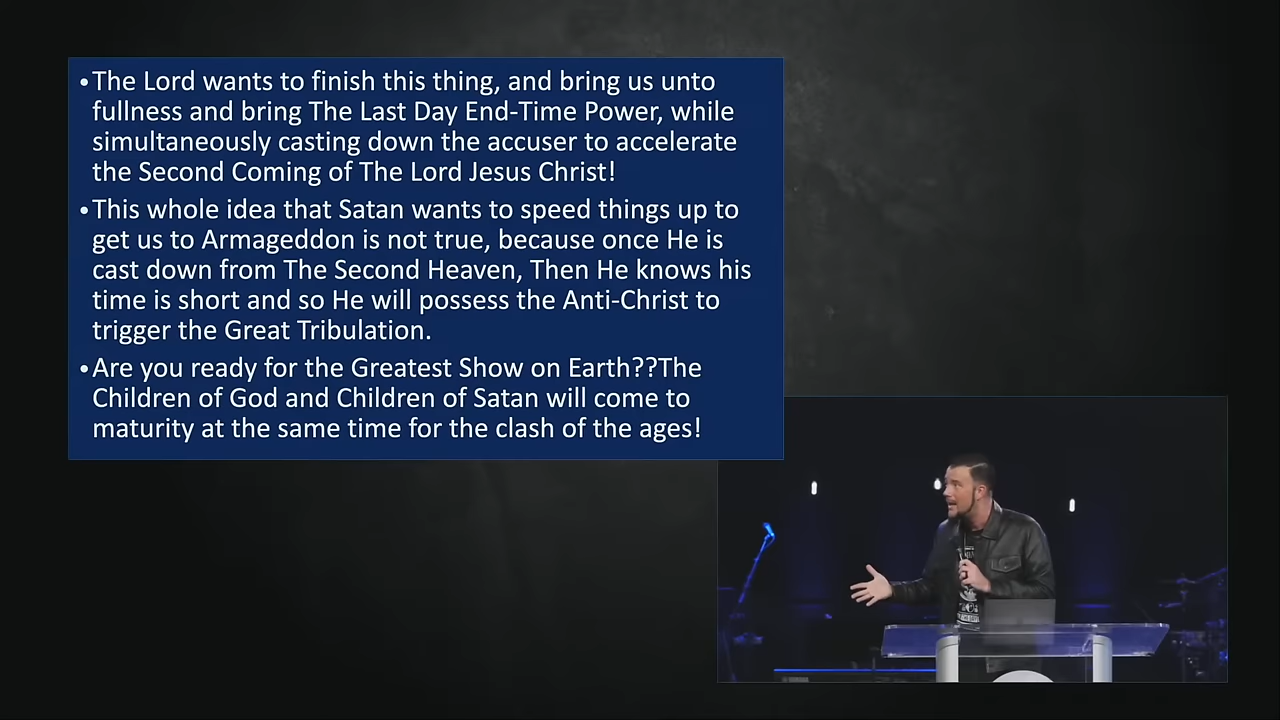 •The Lord wants to finish this thing, and bring us unto
fullness and bring The Last Day End-Time Power, while
simultaneously casting down the accuser to accelerate
the Second Coming of The Lord Jesus Christ!
•This whole idea that Satan wants to speed things up to
get us to Armageddon is not true, because once He is
cast down from The Second Heaven, Then He knows his
time is short and so He will possess the Anti-Christ to
trigger the Great Tribulation.
•Are you ready for the Greatest Show on Earth??The
Children of God and Children of Satan will come to
maturity at the same time for the clash of the ages!